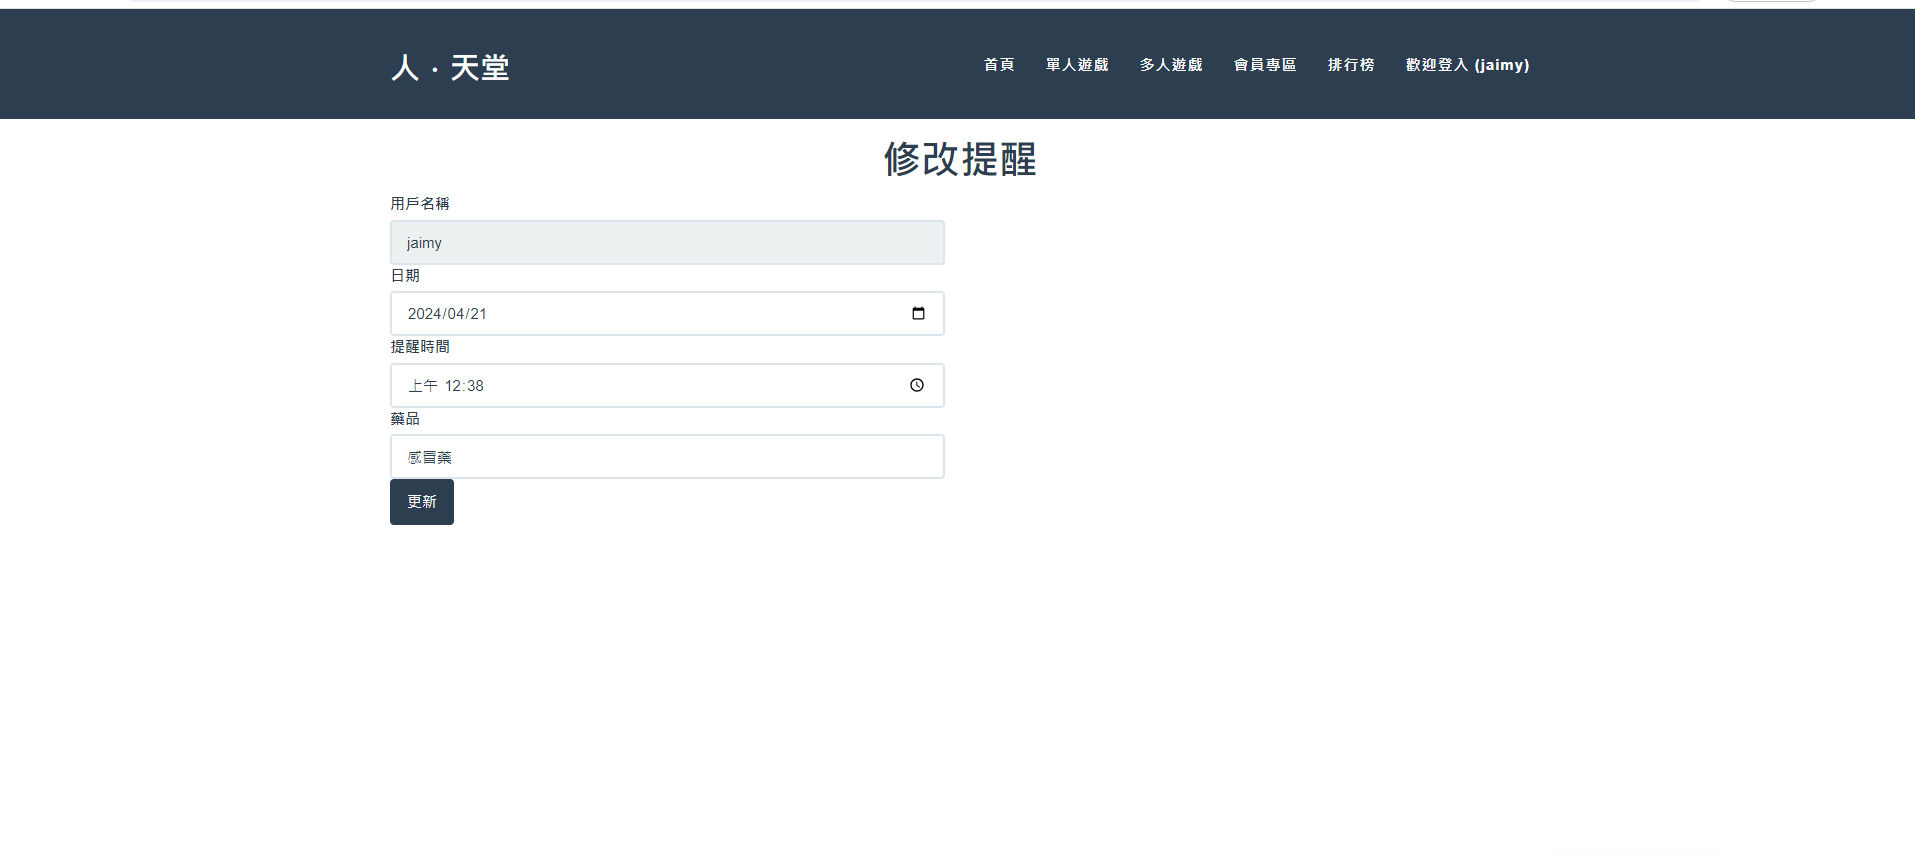 人 · 天堂
首頁 單人遊戲 多人遊戲 會員專區 排行榜 歡迎登入 (jaimy)
修改提醒
用戶名稱
jaimy
日期
2024/04/21
提醒時間
上午 12:38
藥品
感冒藥
更新